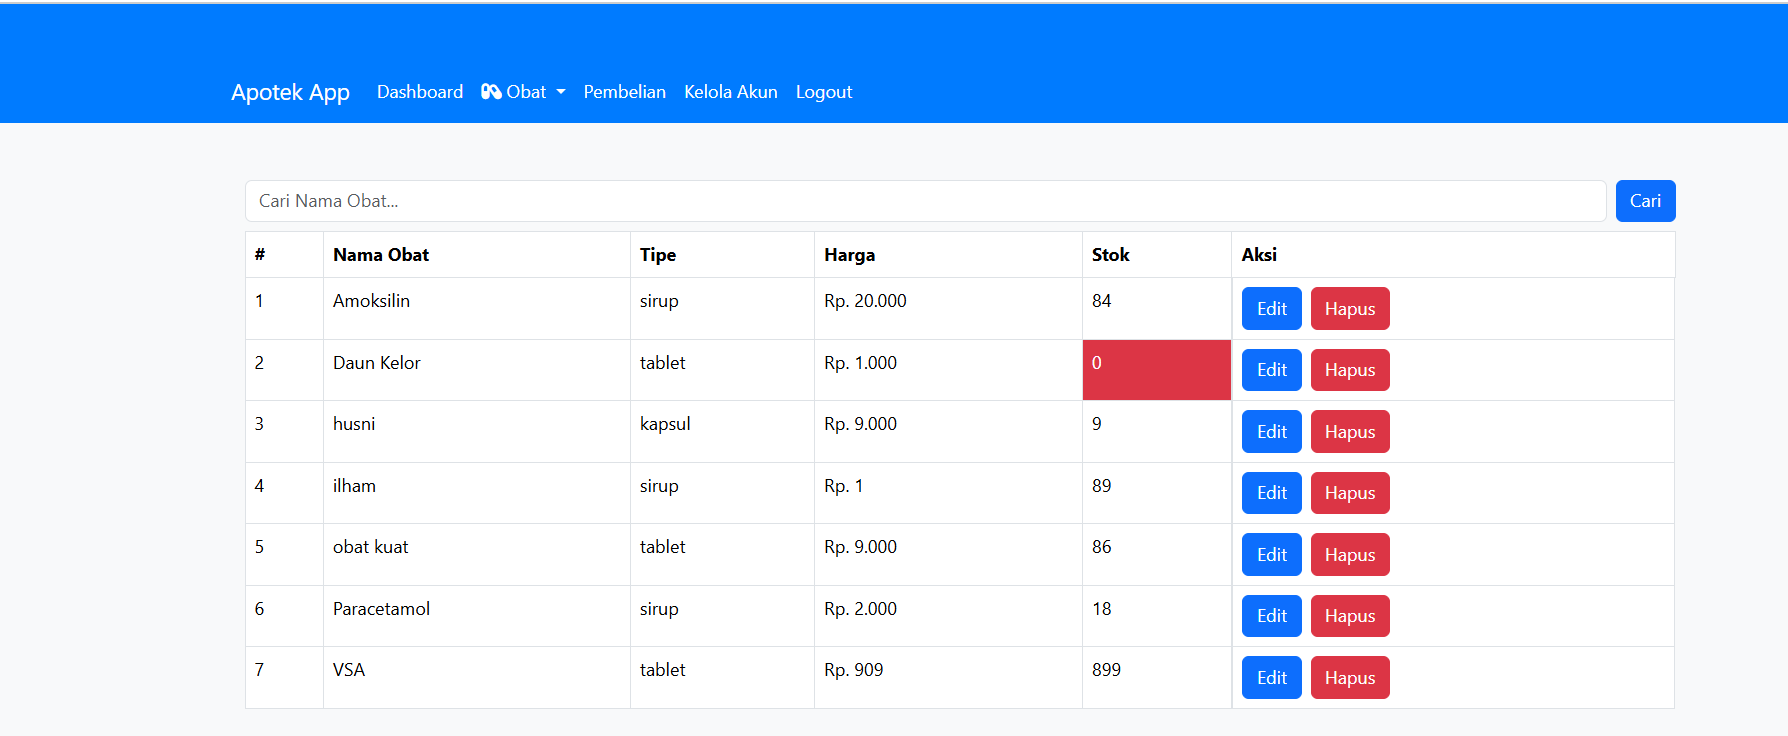 Apotek App Dashboard Obat Pembelian Kelola Akun Logout
Cari Nama Obat... Cari
# Nama Obat Tipe Harga Stok Aksi
1 Amoksilin sirup Rp. 20.000 84 Edit Hapus
2 Daun Kelor tablet Rp. 1.000 0 Edit Hapus
3 husni kapsul Rp. 9.000 9 Edit Hapus
4 ilham sirup Rp. 1 89 Edit Hapus
5 obat kuat tablet Rp. 9.000 86 Edit Hapus
6 Paracetamol sirup Rp. 2.000 18 Edit Hapus
7 VSA tablet Rp. 909 899 Edit Hapus